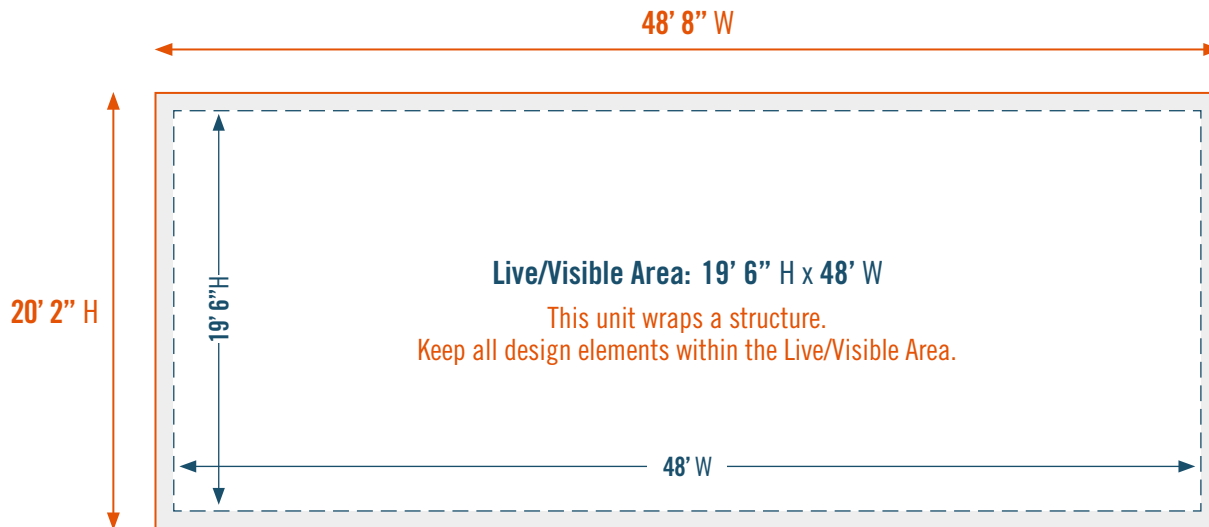 48’ 8” W
20’ 2” H
19’ 6”H
Live/Visible Area: 19’ 6” H x 48’ W
This unit wraps a structure.
Keep all design elements within the Live/Visible Area.
48’ W